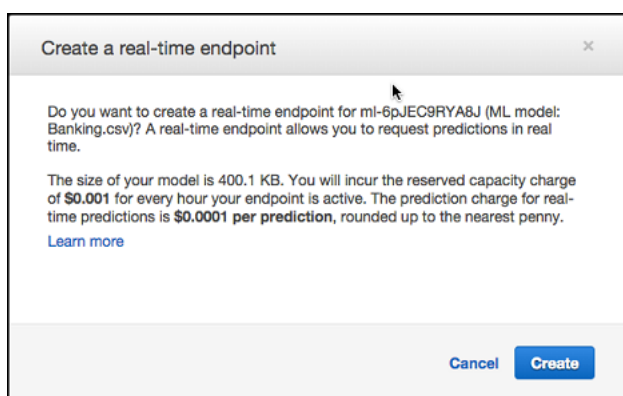 Create a real-time endpoint ×
Do you want to create a real-time endpoint for ml-6pJEC9RYA8J (ML model:
Banking.csv)? A real-time endpoint allows you to request predictions in real
time.
The size of your model is 400.1 KB. You will incur the reserved capacity charge
of $0.001 for every hour your endpoint is active. The prediction charge for real-
time predictions is $0.0001 per prediction, rounded up to the nearest penny.
Learn more
Cancel Create